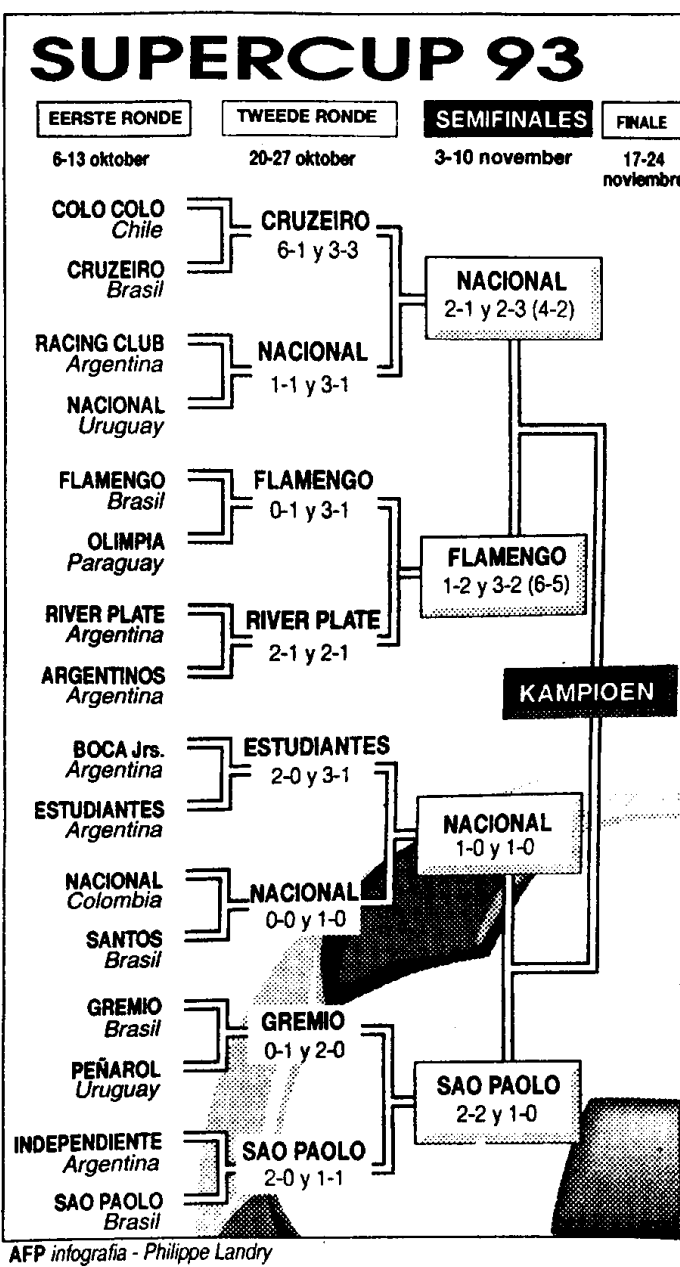 SUPERCUP 93
EERSTE RONDE
TWEEDE RONDE
SEMIFINALES
FINALE
6-13 oktober
20-27 oktober
3-10 november
17-24
noviembre
COLO COLO
Chile
CRUZEIRO
Brasil
RACING CLUB
Argentina
NACIONAL
Uruguay
FLAMENGO
Brasil
OLIMPIA
Paraguay
RIVER PLATE
Argentina
ARGENTINOS
Argentina
BOCA Jrs.
Argentina
ESTUDIANTES
Argentina
NACIONAL
Colombia
SANTOS
Brasil
GREMIO
Brasil
PEÑAROL
Uruguay
INDEPENDIENTE
Argentina
SAO PAOLO
Brasil
CRUZEIRO
6-1 y 3-3
NACIONAL
1-1 y 3-1
FLAMENGO
0-1 y 3-1
RIVER PLATE
2-1 y 2-1
ESTUDIANTES
2-0 y 3-1
NACIONAL
0-0 y 1-0
GREMIO
0-1 y 2-0
SAO PAOLO
2-0 y 1-1
NACIONAL
2-1 y 2-3 (4-2)
FLAMENGO
1-2 y 3-2 (6-5)
NACIONAL
1-0 y 1-0
SAO PAOLO
2-2 y 1-0
KAMPIOEN
AFP infografia - Philippe Landry